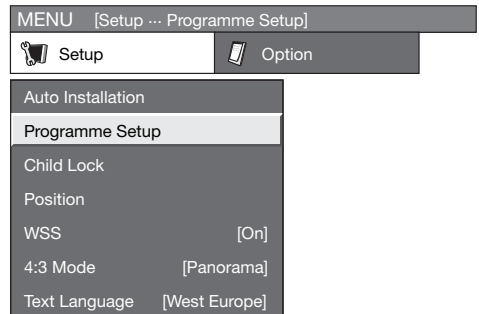 MENU [Setup ··· Programme Setup]
Setup Option
Auto Installation
Programme Setup
Child Lock
Position
WSS [On]
4:3 Mode [Panorama]
Text Language [West Europe]